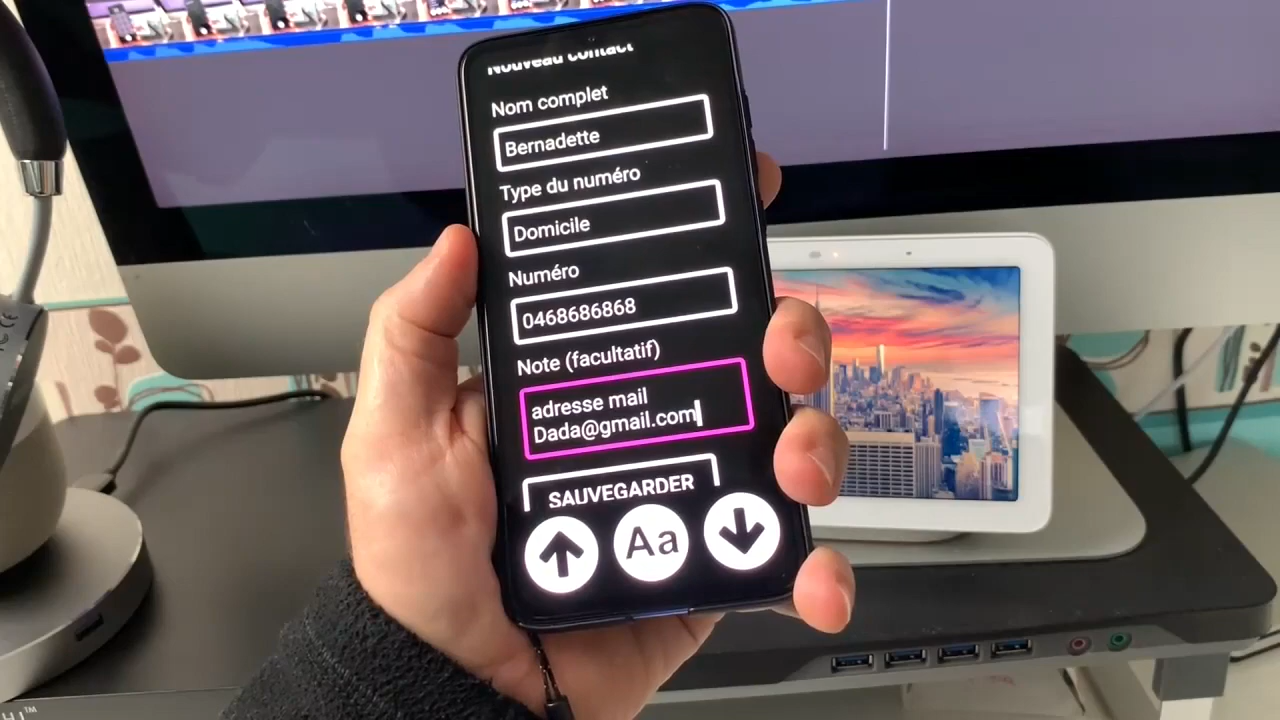 Nouveau contact
Nom complet
Bernadette
Type du numéro
Domicile
Numéro
0468686868
Note (facultatif)
adresse mail
Dada@gmail.com
SAUVEGARDER
Aa